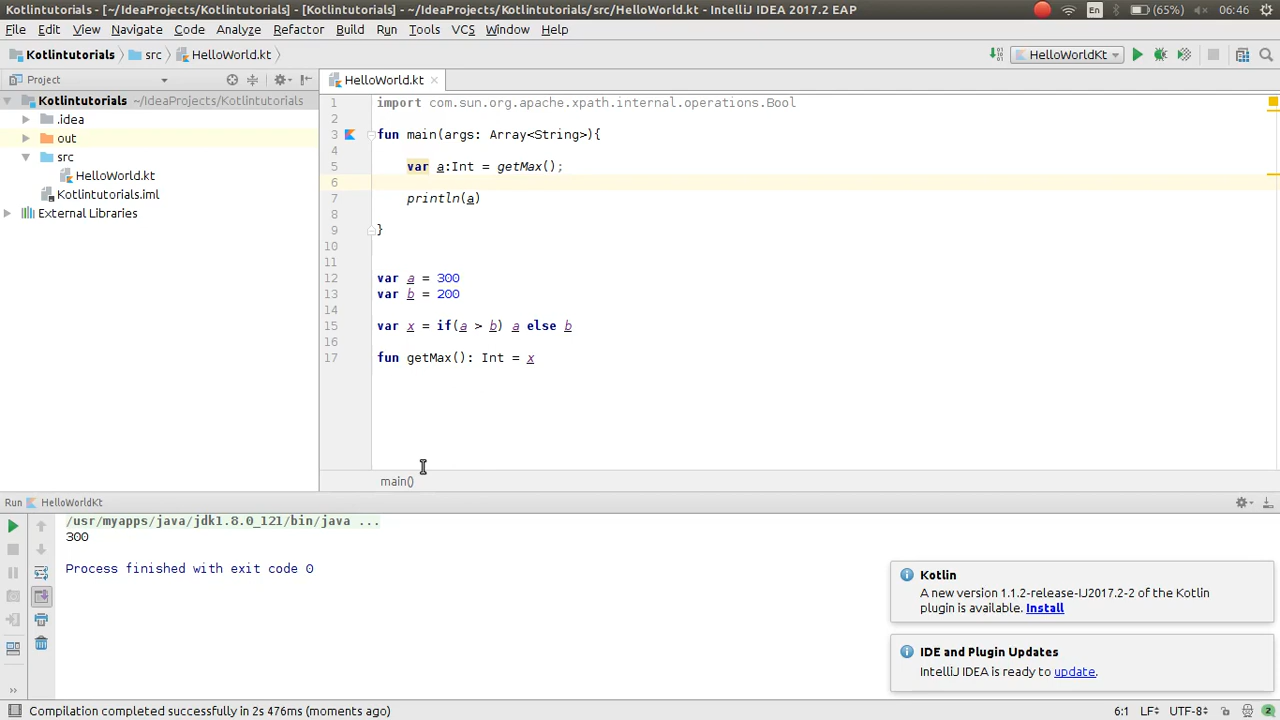 Kotlintutorials - [~/IdeaProjects/Kotlintutorials] - [Kotlintutorials] - ~/IdeaProjects/Kotlintutorials/src/HelloWorld.kt - IntelliJ IDEA 2017.2 EAP
En (65%) 06:46
File Edit View Navigate Code Analyze Refactor Build Run Tools VCS Window Help
Kotlintutorials src HelloWorld.kt HelloWorldKt
Project
Kotlintutorials ~/IdeaProjects/Kotlintutorials
.idea
out
src
HelloWorld.kt
Kotlintutorials.iml
External Libraries
HelloWorld.kt
1 import com.sun.org.apache.xpath.internal.operations.Bool
2
3 fun main(args: Array<String>){
4
5 var a:Int = getMax();
6
7 println(a)
8
9 }
10
11
12 var a = 300
13 var b = 200
14
15 var x = if(a > b) a else b
16
17 fun getMax(): Int = x
main()
Run HelloWorldKt
/usr/myapps/java/jdk1.8.0_121/bin/java ...
300
Process finished with exit code 0
Kotlin
A new version 1.1.2-release-IJ2017.2-2 of the Kotlin
plugin is available. Install
IDE and Plugin Updates
IntelliJ IDEA is ready to update.
Compilation completed successfully in 2s 476ms (moments ago)
6:1 LF÷ UTF-8÷ 2